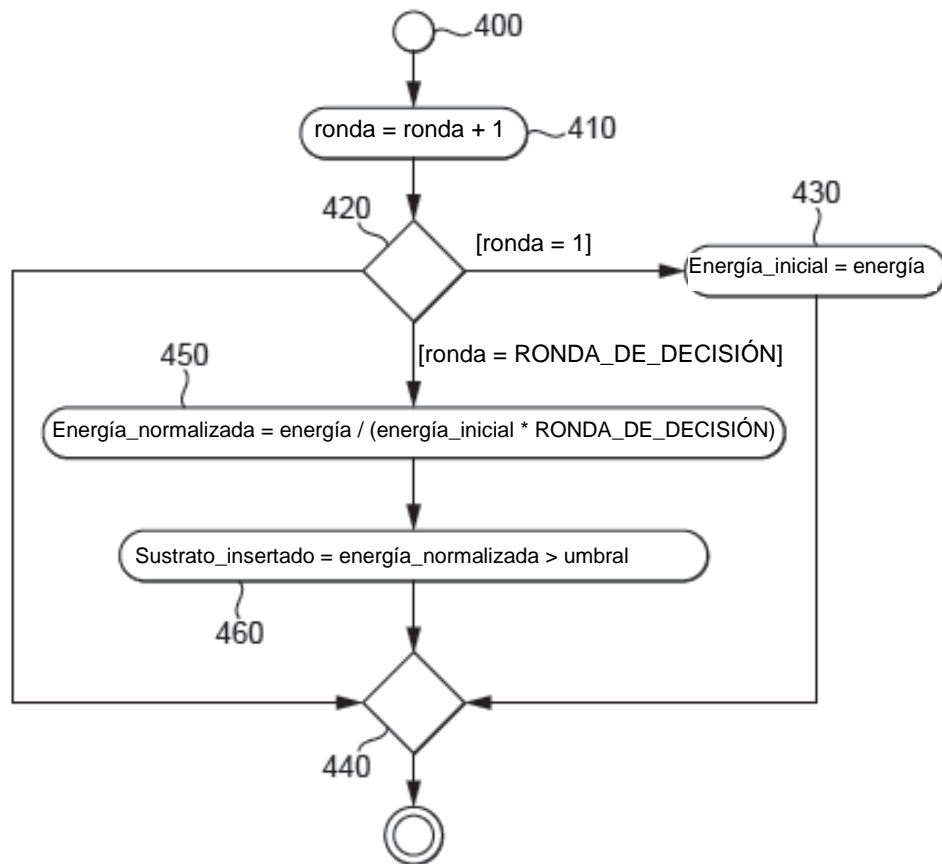 400
ronda = ronda + 1
410
420
[ronda = 1]
430
Energía_inicial = energía
[ronda = RONDA_DE_DECISIÓN]
450
Energía_normalizada = energía / (energía_inicial * RONDA_DE_DECISIÓN)
Sustrato_insertado = energía_normalizada > umbral
460
440